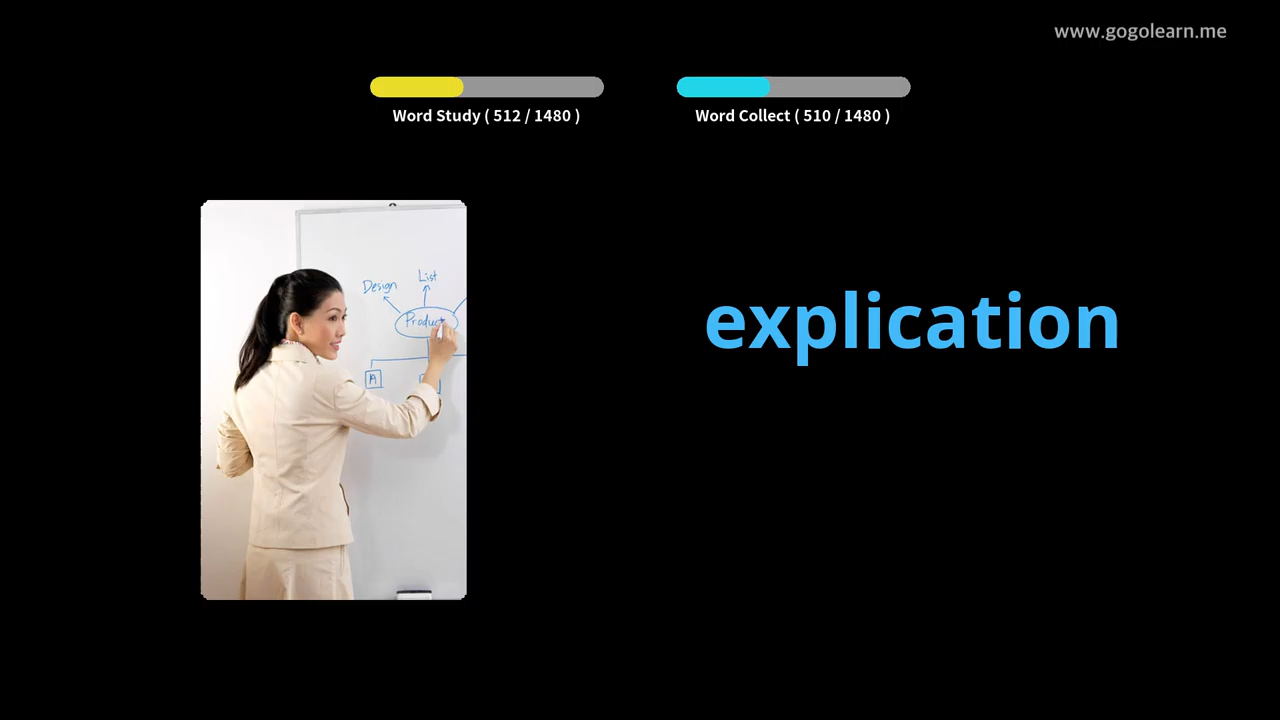 www.gogolearn.me
Word Study ( 512 / 1480 )
Word Collect ( 510 / 1480 )
explication
List
Design
Product
A